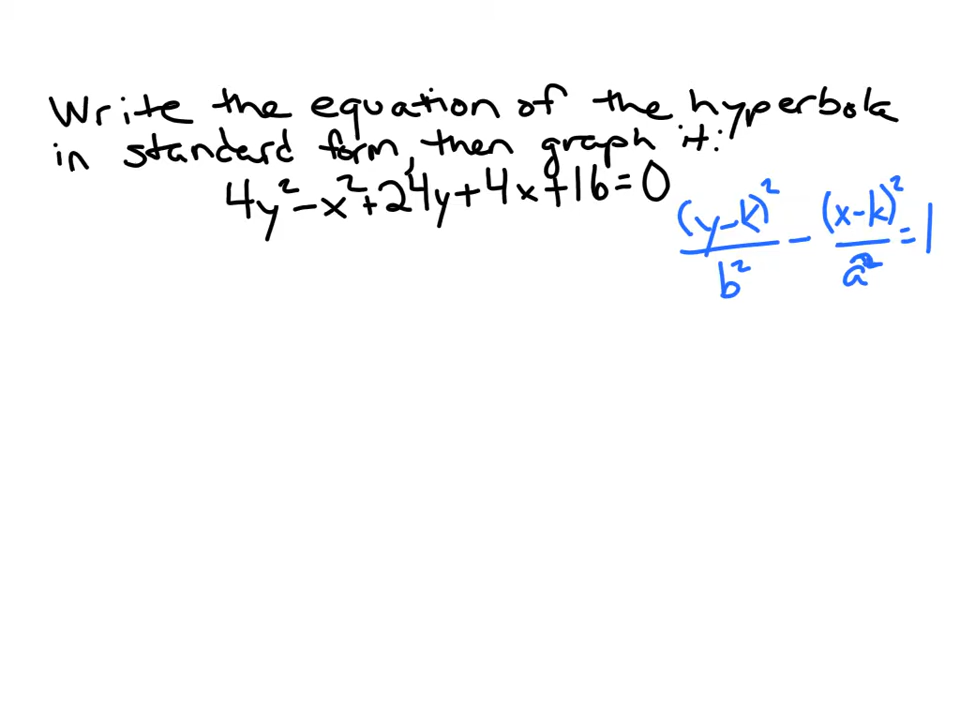 Write the equation of the hyperbola
in standard form, then graph it:
4y² - x² + 24y + 4x + 16 = 0
(y-k)²/b² - (x-k)²/a² = 1